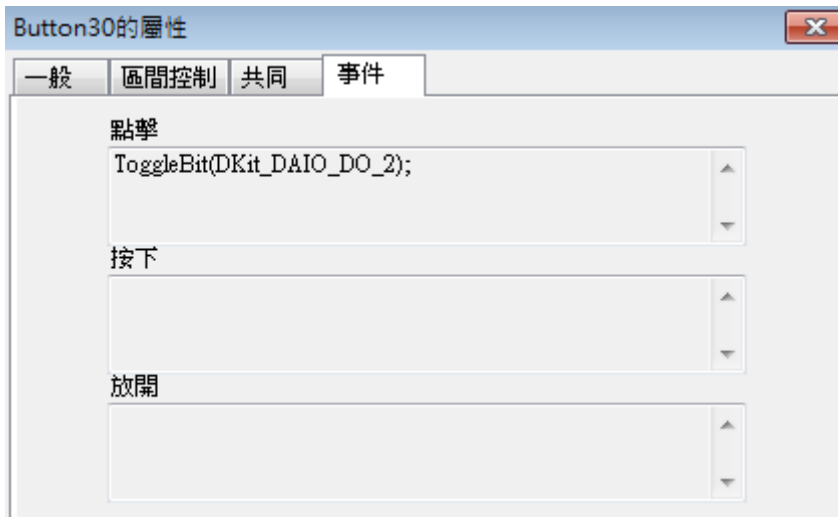 Button30的屬性
一般 區間控制 共同 事件
點擊
ToggleBit(DKit_DAIO_DO_2);
按下
放開